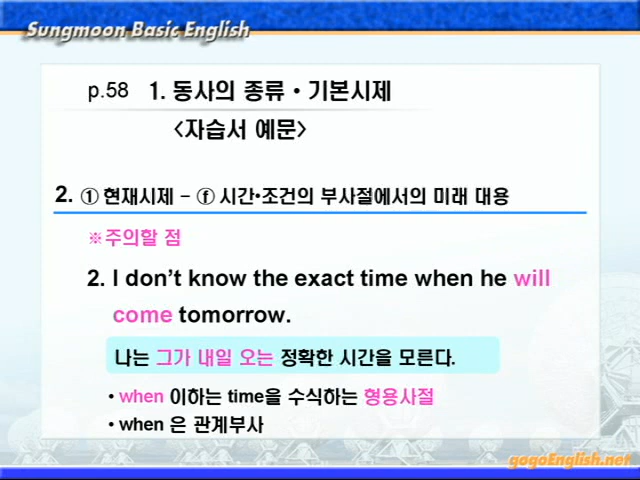 Sungmoon Basic English
p.58 1. 동사의 종류 • 기본시제
<자습서 예문>
2. ① 현재시제 – ⓕ 시간•조건의 부사절에서의 미래 대용
※주의할 점
2. I don't know the exact time when he will
come tomorrow.
나는 그가 내일 오는 정확한 시간을 모른다.
• when 이하는 time을 수식하는 형용사절
• when 은 관계부사
gogoEnglish.net